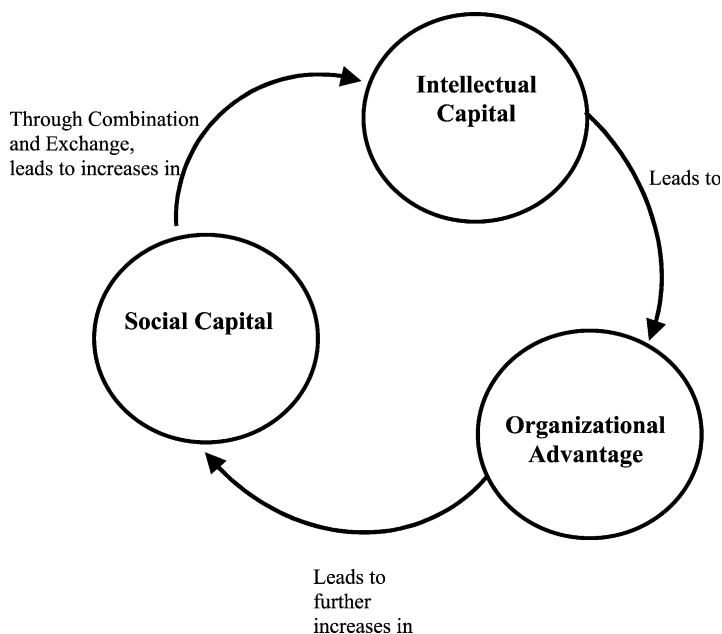 Intellectual
Capital
Through Combination
and Exchange,
leads to increases in
Leads to
Social Capital
Organizational
Advantage
Leads to
further
increases in